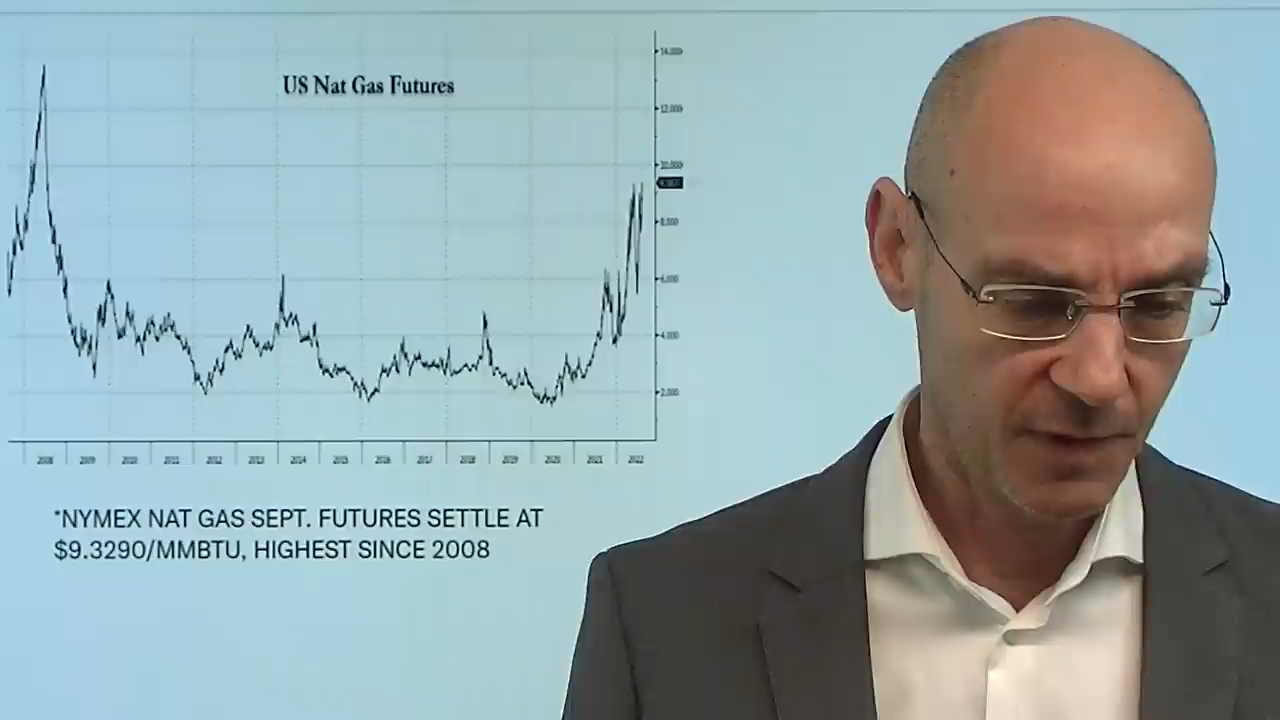 US Nat Gas Futures
14.000
12.000
10.000
8.000
6.000
4.000
2.000
2008 2009 2010 2011 2012 2013 2014 2015 2016 2017 2018 2019 2020 2021 2022
*NYMEX NAT GAS SEPT. FUTURES SETTLE AT
$9.3290/MMBTU, HIGHEST SINCE 2008